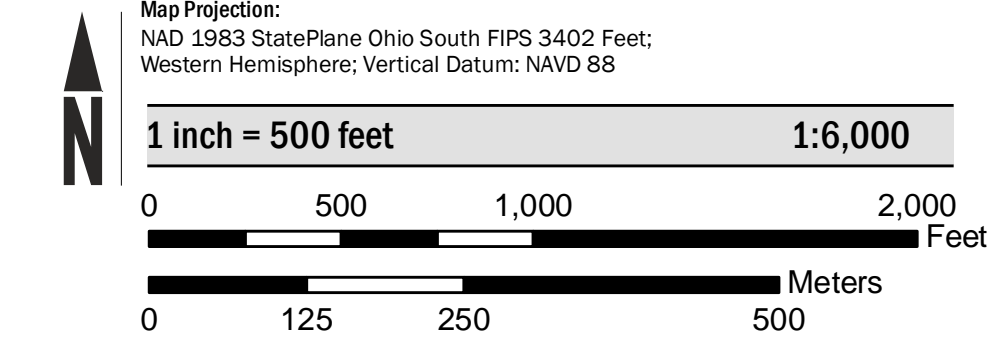 Map Projection:
NAD 1983 StatePlane Ohio South FIPS 3402 Feet;
Western Hemisphere; Vertical Datum: NAVD 88
N
1 inch = 500 feet 1:6,000
0 500 1,000 2,000
Feet
Meters
0 125 250 500